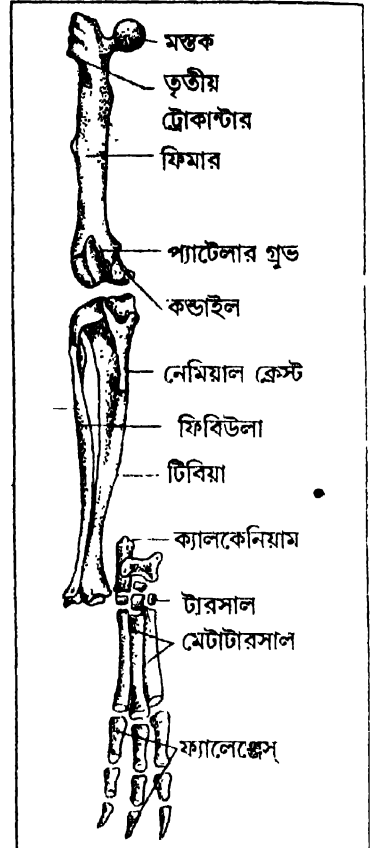 মস্তক
তৃতীয়
ট্রোকান্টার
ফিমার
প্যাটেলার গ্রুভ
কন্ডাইল
নেমিয়াল ক্রেস্ট
ফিবিউলা
টিবিয়া
ক্যালকেনিয়াম
টারসাল
মেটাটারসাল
ফ্যালেঞ্জেস্